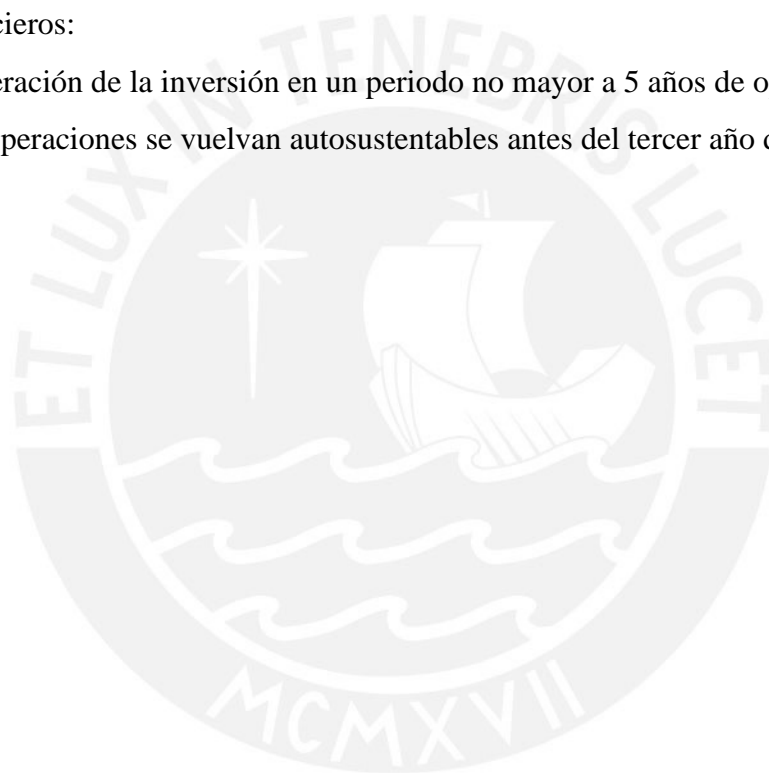 cieros:
eración de la inversión en un periodo no mayor a 5 años de o
peraciones se vuelvan autosustentables antes del tercer año
ET LUX IN TENEBRIS LUCET
MCMXVII